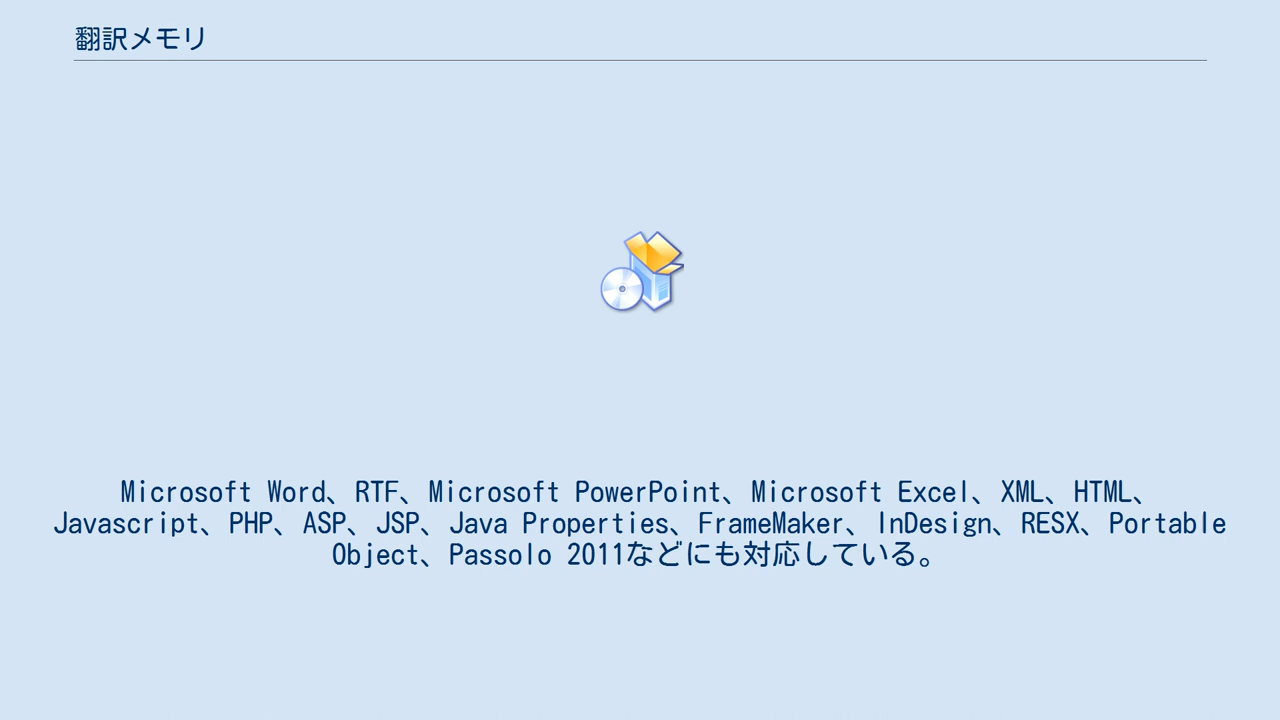 翻訳メモリ
Microsoft Word、RTF、Microsoft PowerPoint、Microsoft Excel、XML、HTML、
Javascript、PHP、ASP、JSP、Java Properties、FrameMaker、InDesign、RESX、Portable
Object、Passolo 2011などにも対応している。